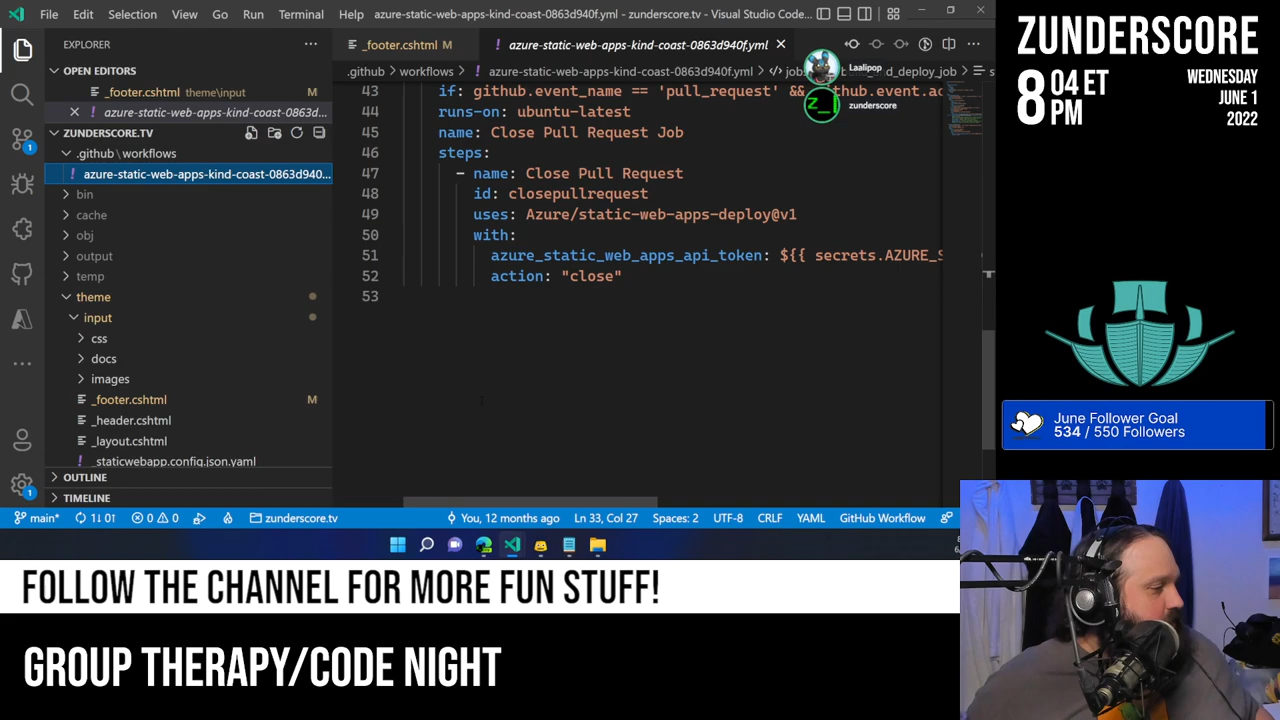 File Edit Selection View Go Run Terminal Help azure-static-web-apps-kind-coast-0863d940f.yml - zunderscore.tv - Visual Studio Code...
EXPLORER
OPEN EDITORS
_footer.cshtml theme\input M
azure-static-web-apps-kind-coast-0863d...
ZUNDERSCORE.TV
.github\workflows
azure-static-web-apps-kind-coast-0863d940...
bin
cache
obj
output
temp
theme
input
css
docs
images
_footer.cshtml M
_header.cshtml
_layout.cshtml
_staticwebapp.config.json.yaml
OUTLINE
TIMELINE
_footer.cshtml M
azure-static-web-apps-kind-coast-0863d940f.yml
.github > workflows > azure-static-web-apps-kind-coast-0863d940f.yml >
43 if: github.event_name == 'pull_request' &&
44 runs-on: ubuntu-latest
45 name: Close Pull Request Job
46 steps:
47 - name: Close Pull Request
48 id: closepullrequest
49 uses: Azure/static-web-apps-deploy@v1
50 with:
51 azure_static_web_apps_api_token: ${{ secrets.AZURE_S
52 action: "close"
53
Laalipop
zunderscore
main* 1↓ 0↑ 0 0 zunderscore.tv You, 12 months ago Ln 33, Col 27 Spaces: 2 UTF-8 CRLF YAML GitHub Workflow
ZUNDERSCORE
8 04 ET PM
WEDNESDAY
JUNE 1
2022
June Follower Goal
534 / 550 Followers
FOLLOW THE CHANNEL FOR MORE FUN STUFF!
GROUP THERAPY/CODE NIGHT